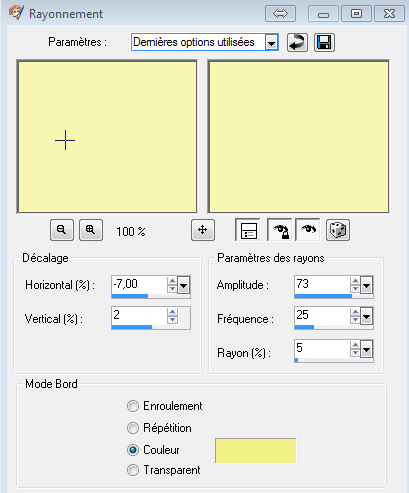 Rayonnement
Paramètres : Dernières options utilisées
100 %
Décalage
Horizontal (%) : -7,00
Vertical (%) : 2
Paramètres des rayons
Amplitude : 73
Fréquence : 25
Rayon (%) : 5
Mode Bord
Enroulement
Répétition
Couleur
Transparent